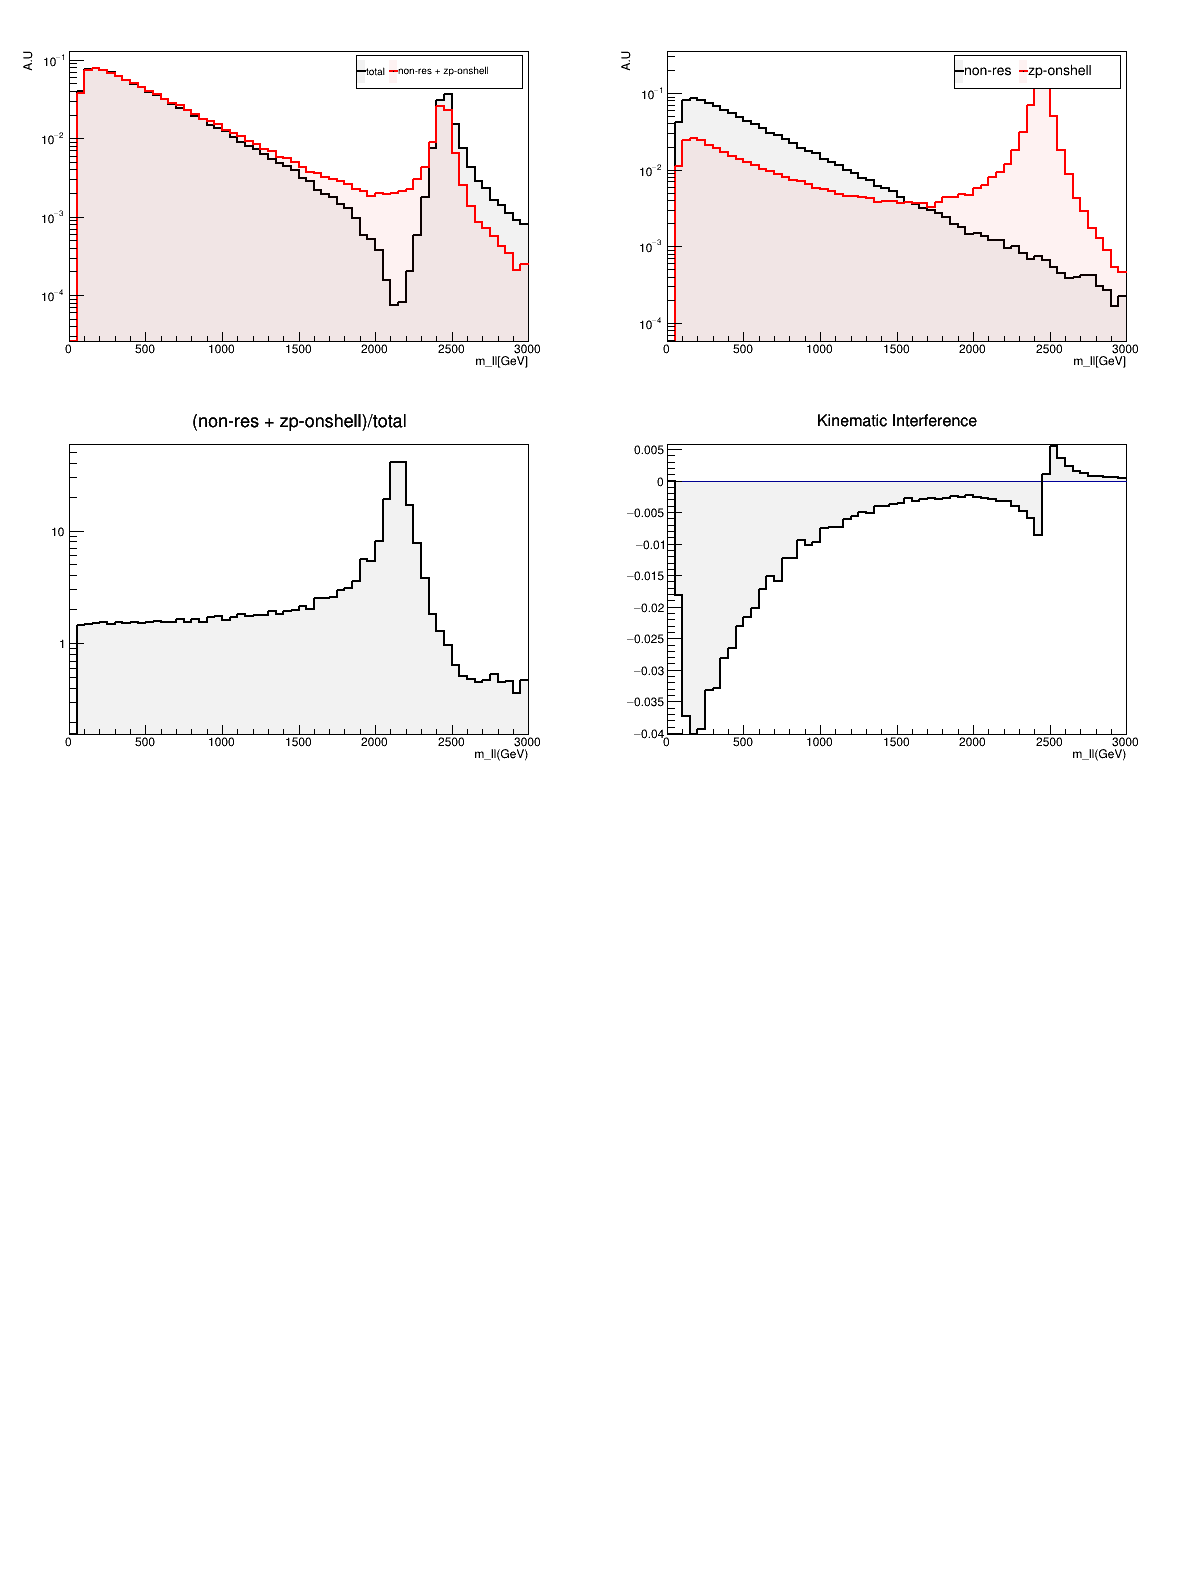 A.U
total non-res + zp-onshell
10⁻¹
10⁻²
10⁻³
10⁻⁴
0 500 1000 1500 2000 2500 3000
m_ll[GeV]
A.U
non-res zp-onshell
10⁻¹
10⁻²
10⁻³
10⁻⁴
0 500 1000 1500 2000 2500 3000
m_ll[GeV]
(non-res + zp-onshell)/total
10
1
0 500 1000 1500 2000 2500 3000
m_ll(GeV)
Kinematic Interference
0.005
0
−0.005
−0.01
−0.015
−0.02
−0.025
−0.03
−0.035
−0.04
0 500 1000 1500 2000 2500 3000
m_ll(GeV)